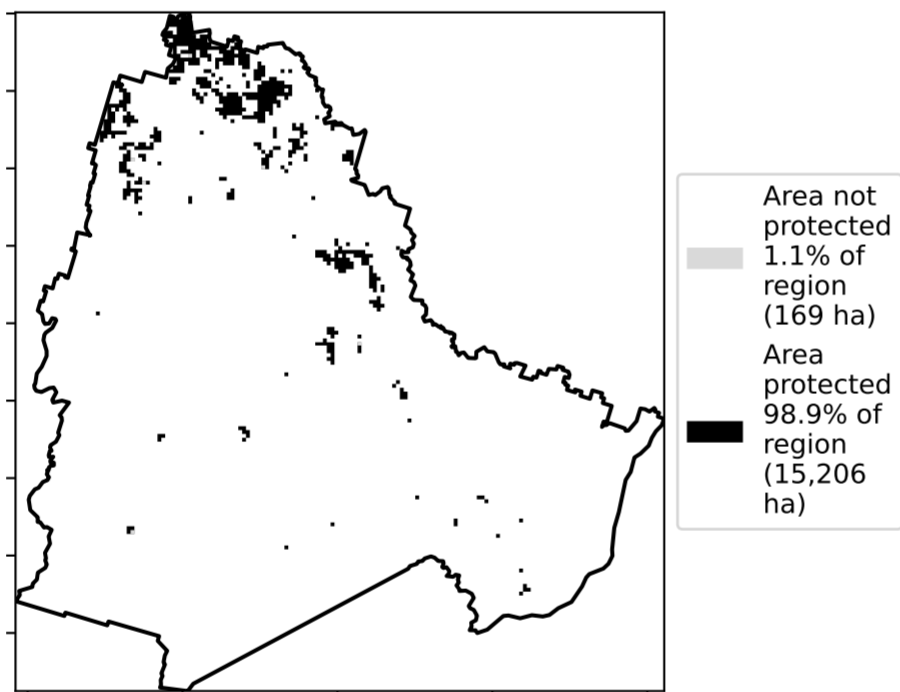 Area not
protected
1.1% of
region
(169 ha)
Area
protected
98.9% of
region
(15,206
ha)